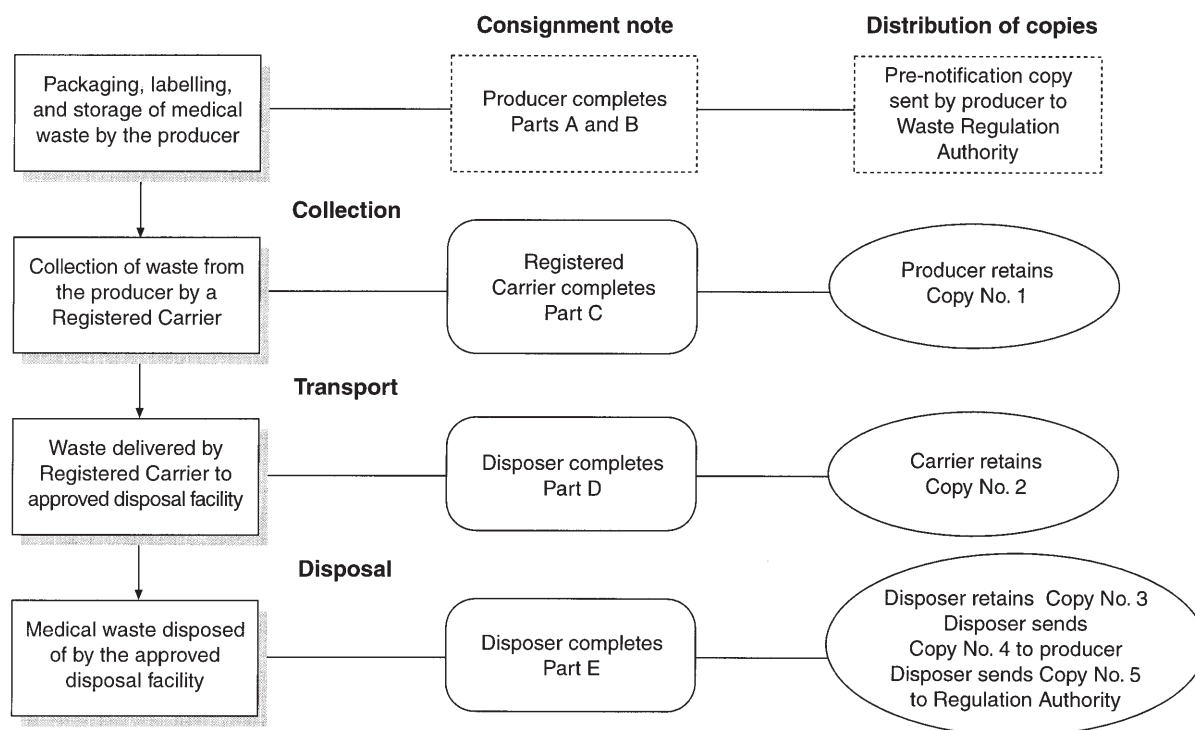 Consignment note
Distribution of copies
Packaging, labelling,
and storage of medical
waste by the producer
Producer completes
Parts A and B
Pre-notification copy
sent by producer to
Waste Regulation
Authority
Collection
Collection of waste from
the producer by a
Registered Carrier
Registered
Carrier completes
Part C
Producer retains
Copy No. 1
Transport
Waste delivered by
Registered Carrier to
approved disposal facility
Disposer completes
Part D
Carrier retains
Copy No. 2
Disposal
Medical waste disposed
of by the approved
disposal facility
Disposer completes
Part E
Disposer retains Copy No. 3
Disposer sends
Copy No. 4 to producer
Disposer sends Copy No. 5
to Regulation Authority